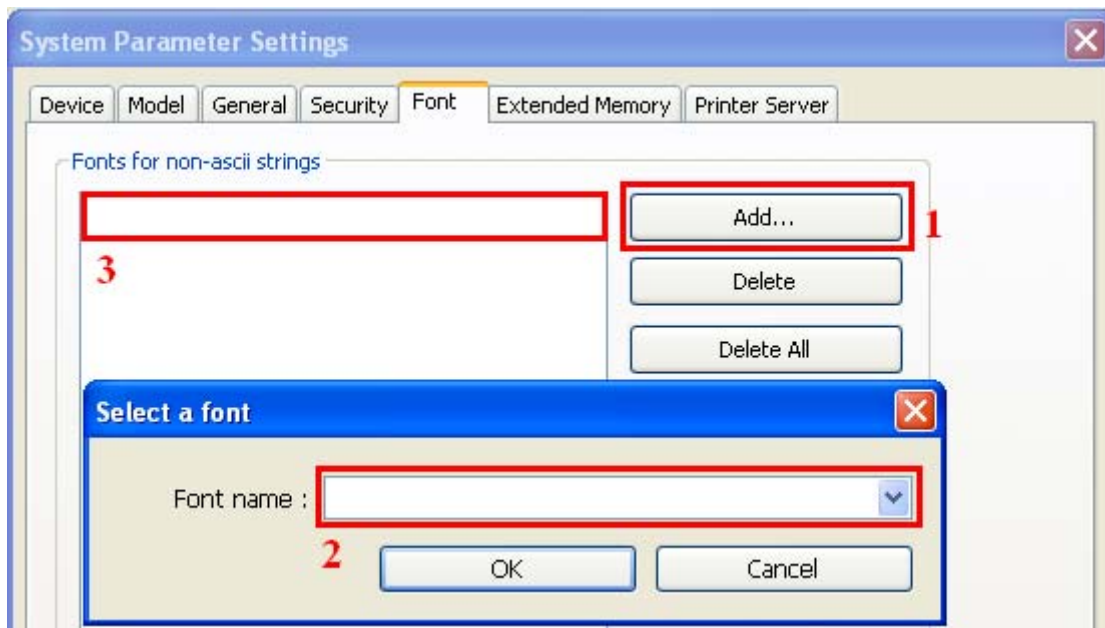 System Parameter Settings
Device Model General Security Font Extended Memory Printer Server
Fonts for non-ascii strings
Add... 1
3
Delete
Delete All
Select a font
Font name :
2
OK Cancel